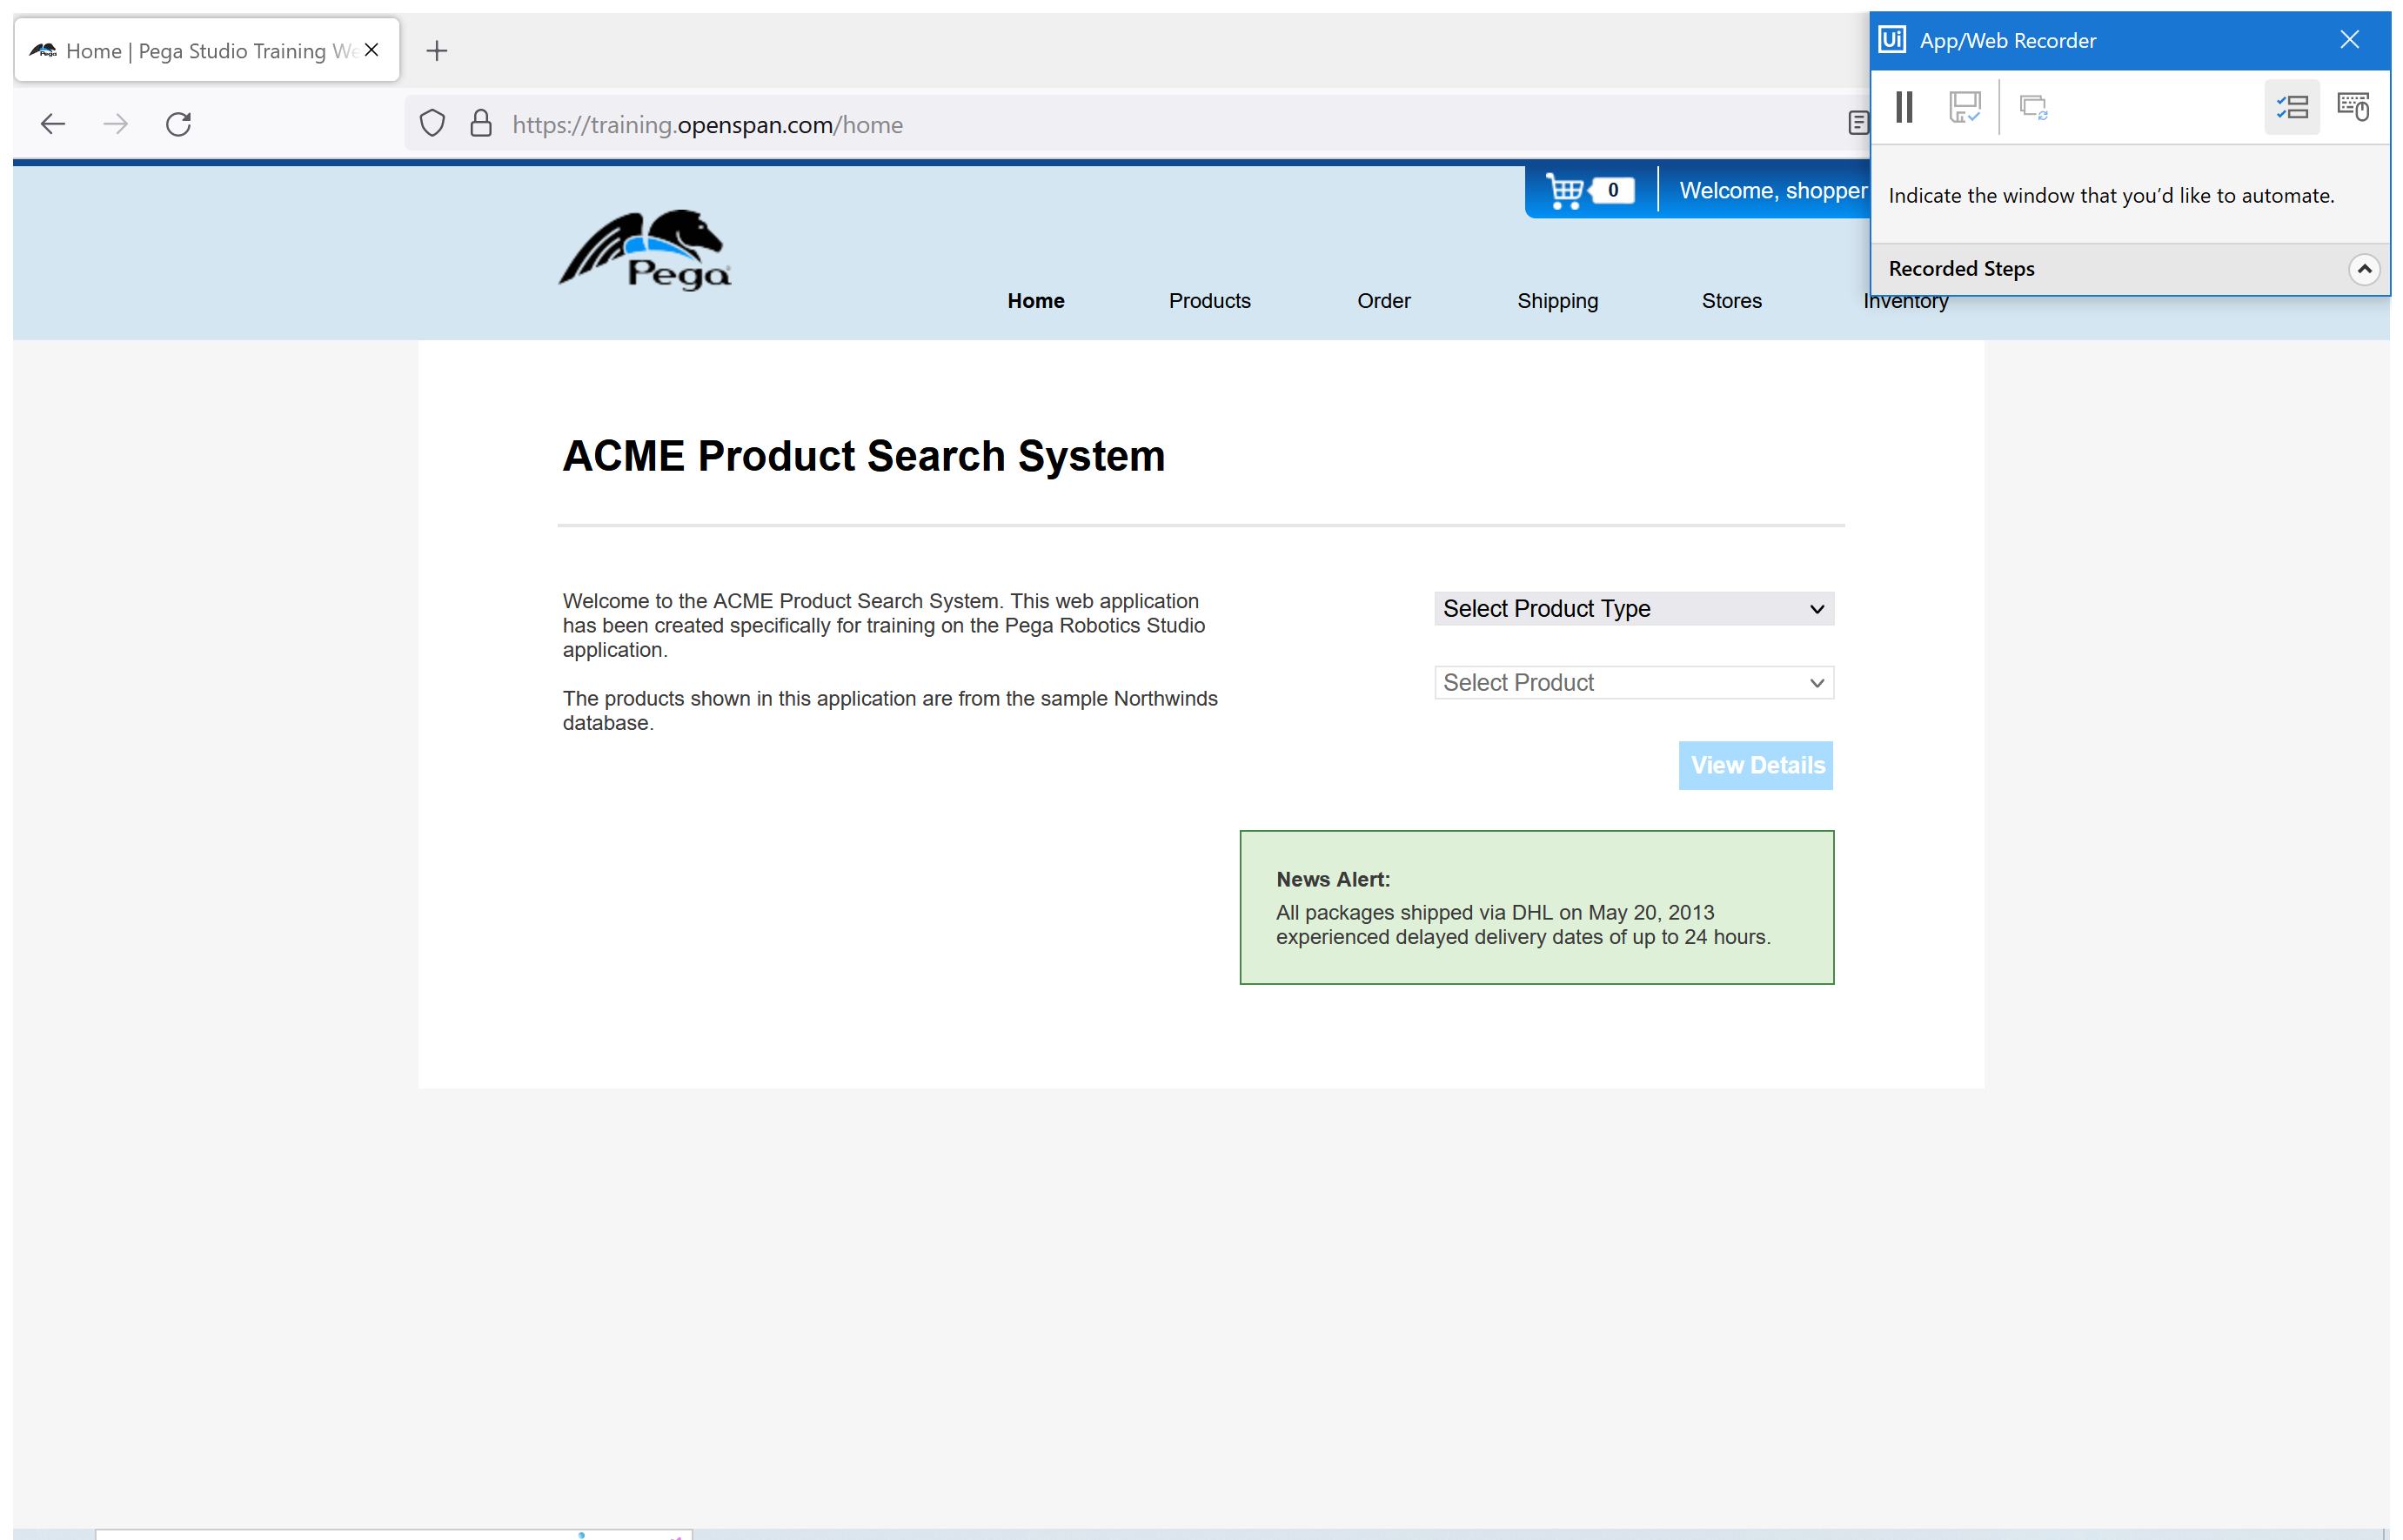 Home | Pega Studio Training We
Ui App/Web Recorder
https://training.openspan.com/home
0
Welcome, shopper
Indicate the window that you'd like to automate.
Recorded Steps
Pega
Home
Products
Order
Shipping
Stores
Inventory
ACME Product Search System
Welcome to the ACME Product Search System. This web application
has been created specifically for training on the Pega Robotics Studio
application.
The products shown in this application are from the sample Northwinds
database.
Select Product Type
Select Product
View Details
News Alert:
All packages shipped via DHL on May 20, 2013
experienced delayed delivery dates of up to 24 hours.